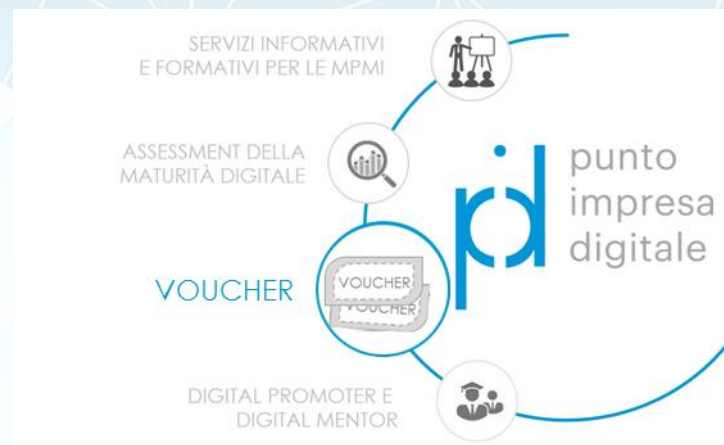 SERVIZI INFORMATIVI
E FORMATIVI PER LE MPMI
ASSESSMENT DELLA
MATURITÀ DIGITALE
VOUCHER
VOUCHER
VOUCHER
DIGITAL PROMOTER E
DIGITAL MENTOR
pid
punto
impresa
digitale